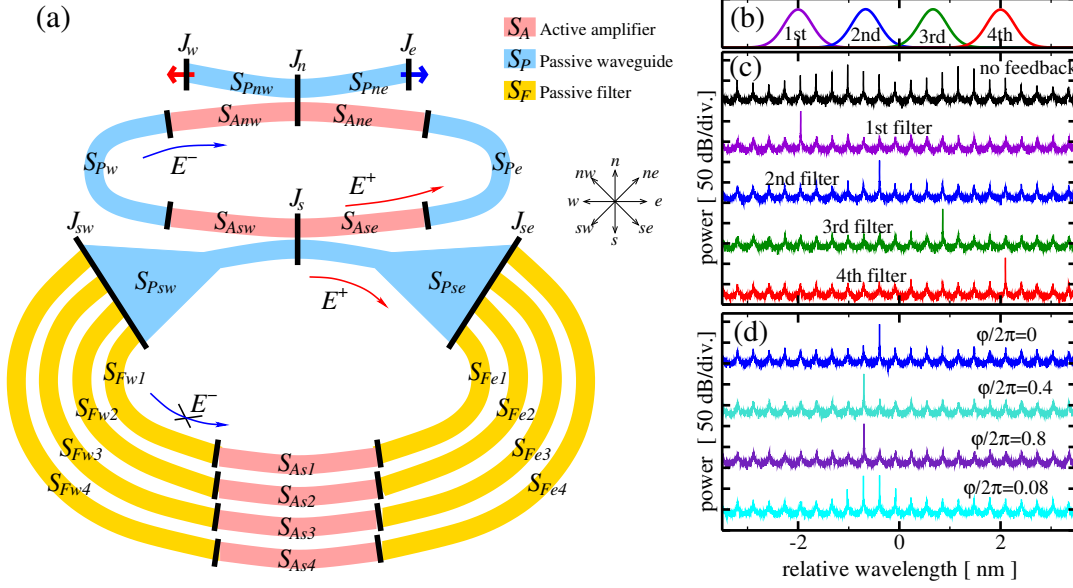 (a)
S_A Active amplifier
S_P Passive waveguide
S_F Passive filter
J_w
J_n
J_e
S_Pnw
S_Pne
S_Anw
S_Ane
S_Pw
E^-
E^+
S_Pe
J_sw
S_Asw
J_s
S_Ase
J_se
S_Psw
E^+
S_Pse
n
nw
ne
w
e
sw
se
s
S_Fw1
S_Fw2
S_Fw3
S_Fw4
E^-
S_Fe1
S_Fe2
S_Fe3
S_Fe4
S_As1
S_As2
S_As3
S_As4
(b)
1st 2nd 3rd 4th
(c)
no feedback
1st filter
2nd filter
3rd filter
4th filter
power [ 50 dB/div.]
(d)
φ/2π=0
φ/2π=0.4
φ/2π=0.8
φ/2π=0.08
power [ 50 dB/div.]
-2 0 2
relative wavelength [ nm ]